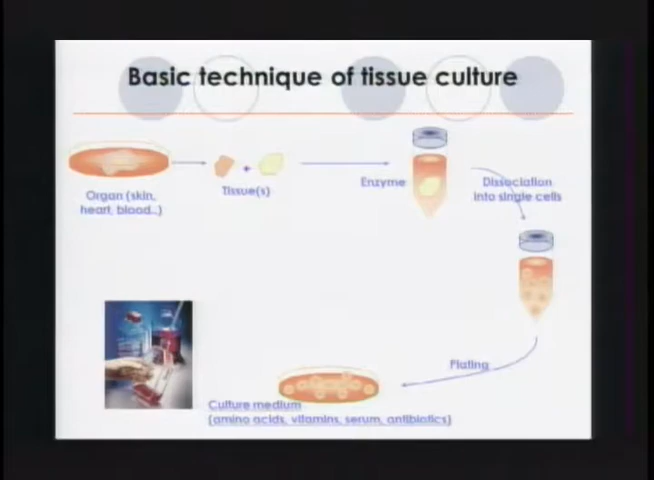 Basic technique of tissue culture
Organ (skin,
heart, blood..)
Tissue(s)
Enzyme
Dissociation
into single cells
Plating
Culture medium
(amino acids, vitamins, serum, antibiotics)